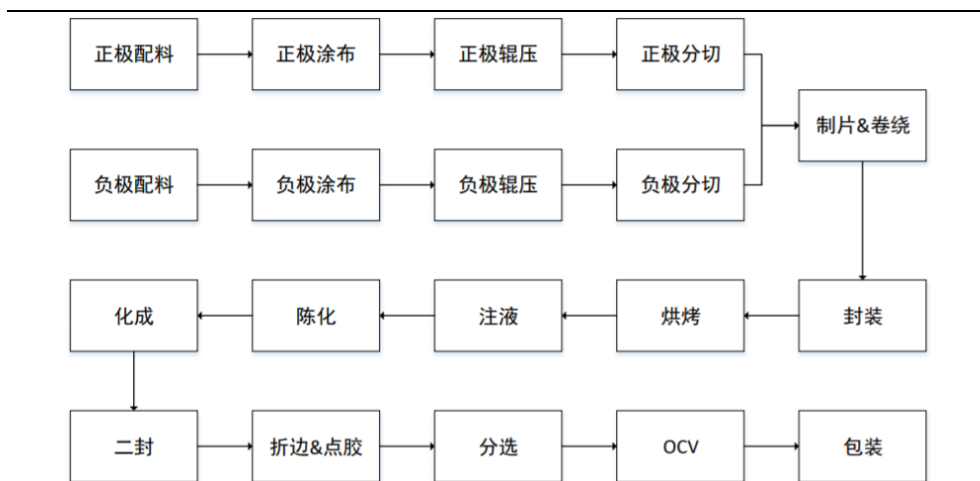 正极配料
正极涂布
正极辊压
正极分切
制片&卷绕
负极配料
负极涂布
负极辊压
负极分切
化成
陈化
注液
烘烤
封装
二封
折边&点胶
分选
OCV
包装